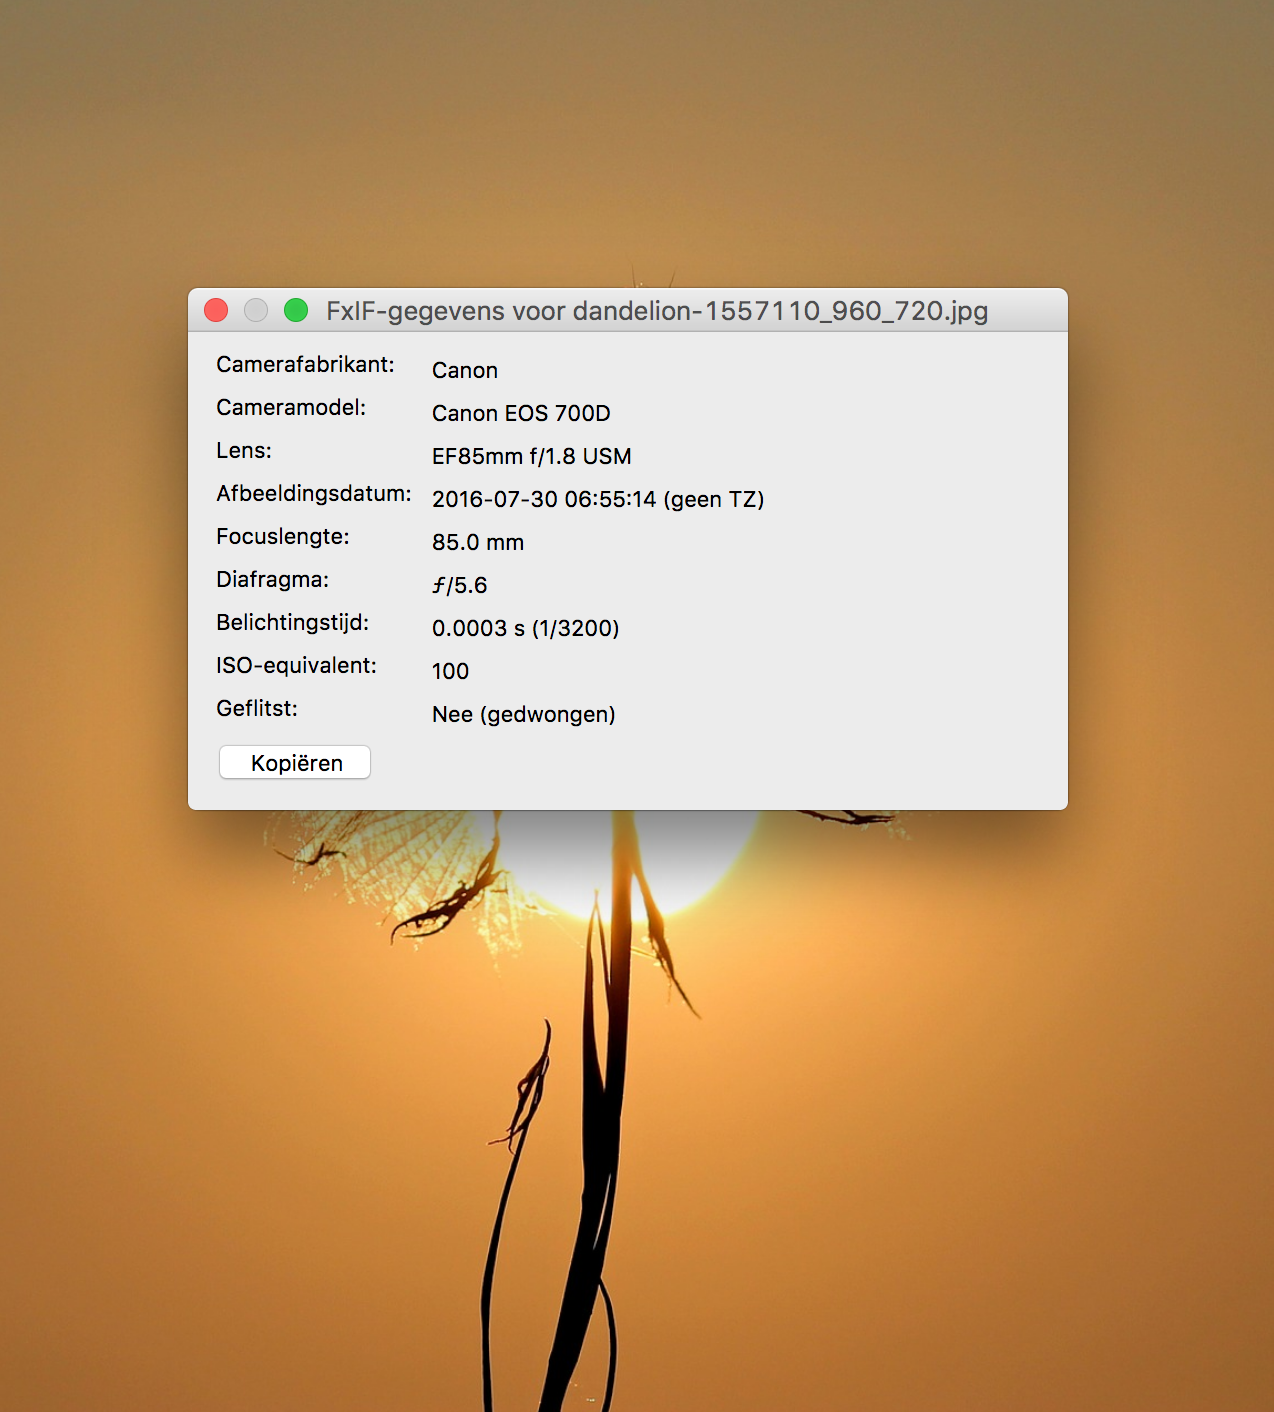 FxIF-gegevens voor dandelion-1557110_960_720.jpg
Camerafabrikant: Canon
Cameramodel: Canon EOS 700D
Lens: EF85mm f/1.8 USM
Afbeeldingsdatum: 2016-07-30 06:55:14 (geen TZ)
Focuslengte: 85.0 mm
Diafragma: ƒ/5.6
Belichtingstijd: 0.0003 s (1/3200)
ISO-equivalent: 100
Geflitst: Nee (gedwongen)
Kopiëren